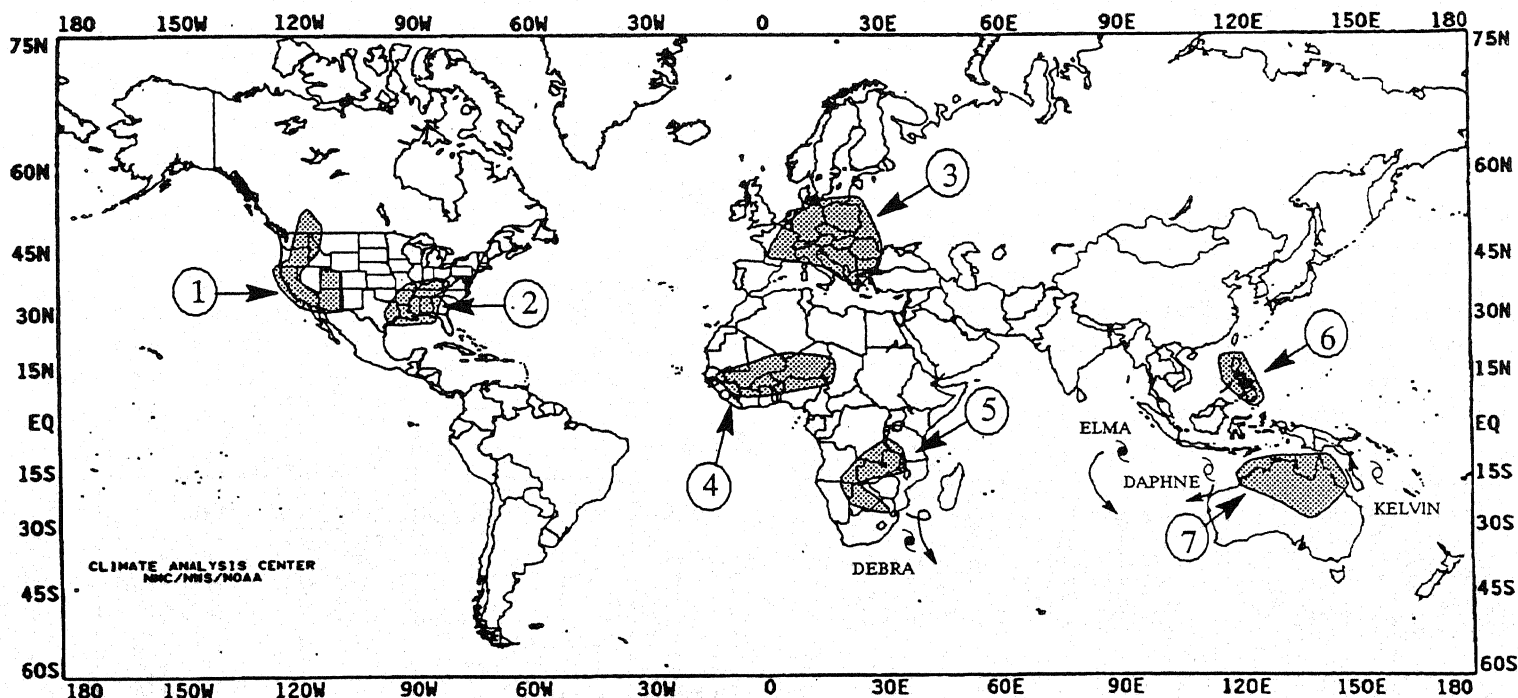 180 150W 120W 90W 60W 30W 0 30E 60E 90E 120E 150E 180
75N 75N
60N 60N
3
45N 45N
1 2
30N 30N
6
15N 15N
5
EQ EQ
ELMA
4
15S DAPHNE 15S
KELVIN
7
30S 30S
DEBRA
CLIMATE ANALYSIS CENTER
NMC/NWS/NOAA
45S 45S
60S 60S
180 150W 120W 90W 60W 30W 0 30E 60E 90E 120E 150E 180